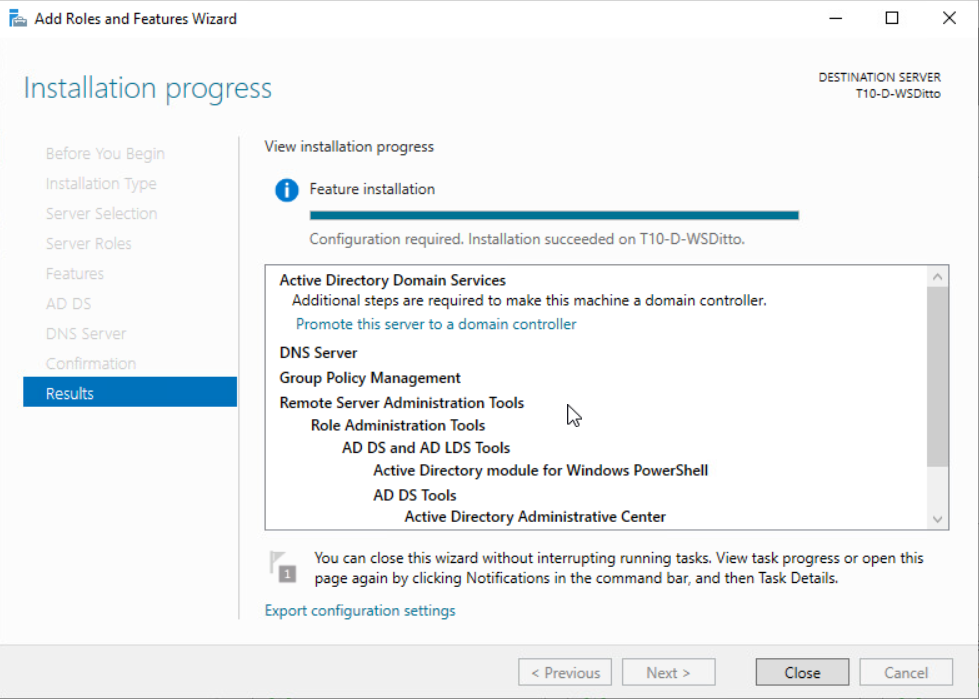 Add Roles and Features Wizard
Installation progress
DESTINATION SERVER
T10-D-WSDitto
Before You Begin
Installation Type
Server Selection
Server Roles
Features
AD DS
DNS Server
Confirmation
Results
View installation progress
Feature installation
Configuration required. Installation succeeded on T10-D-WSDitto.
Active Directory Domain Services
Additional steps are required to make this machine a domain controller.
Promote this server to a domain controller
DNS Server
Group Policy Management
Remote Server Administration Tools
Role Administration Tools
AD DS and AD LDS Tools
Active Directory module for Windows PowerShell
AD DS Tools
Active Directory Administrative Center
1
You can close this wizard without interrupting running tasks. View task progress or open this
page again by clicking Notifications in the command bar, and then Task Details.
Export configuration settings
< Previous
Next >
Close
Cancel